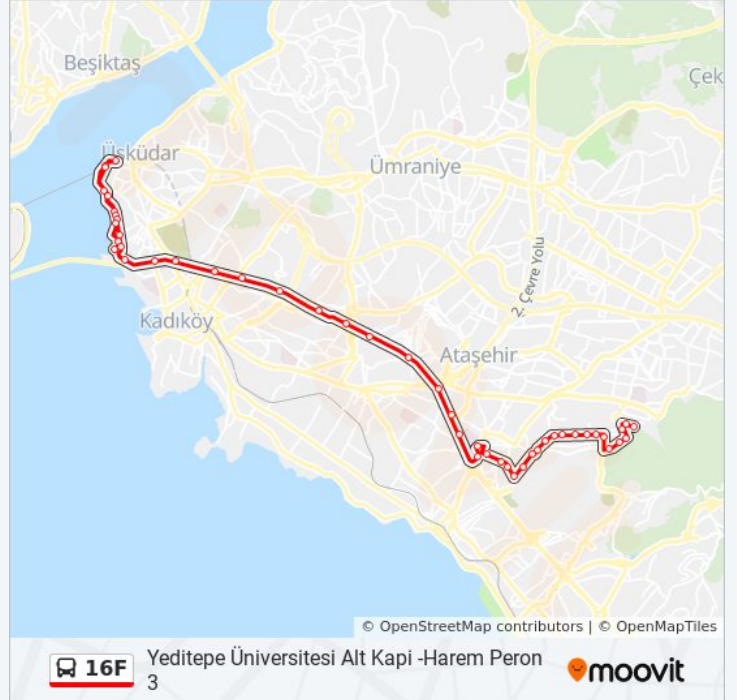 Beşiktaş
Çek
Üsküdar
Ümraniye
2. Çevre Yolu
Kadıköy
Ataşehir
© OpenStreetMap contributors | © OpenMapTiles
16F
Yeditepe Üniversitesi Alt Kapi -Harem Peron
3
moovit